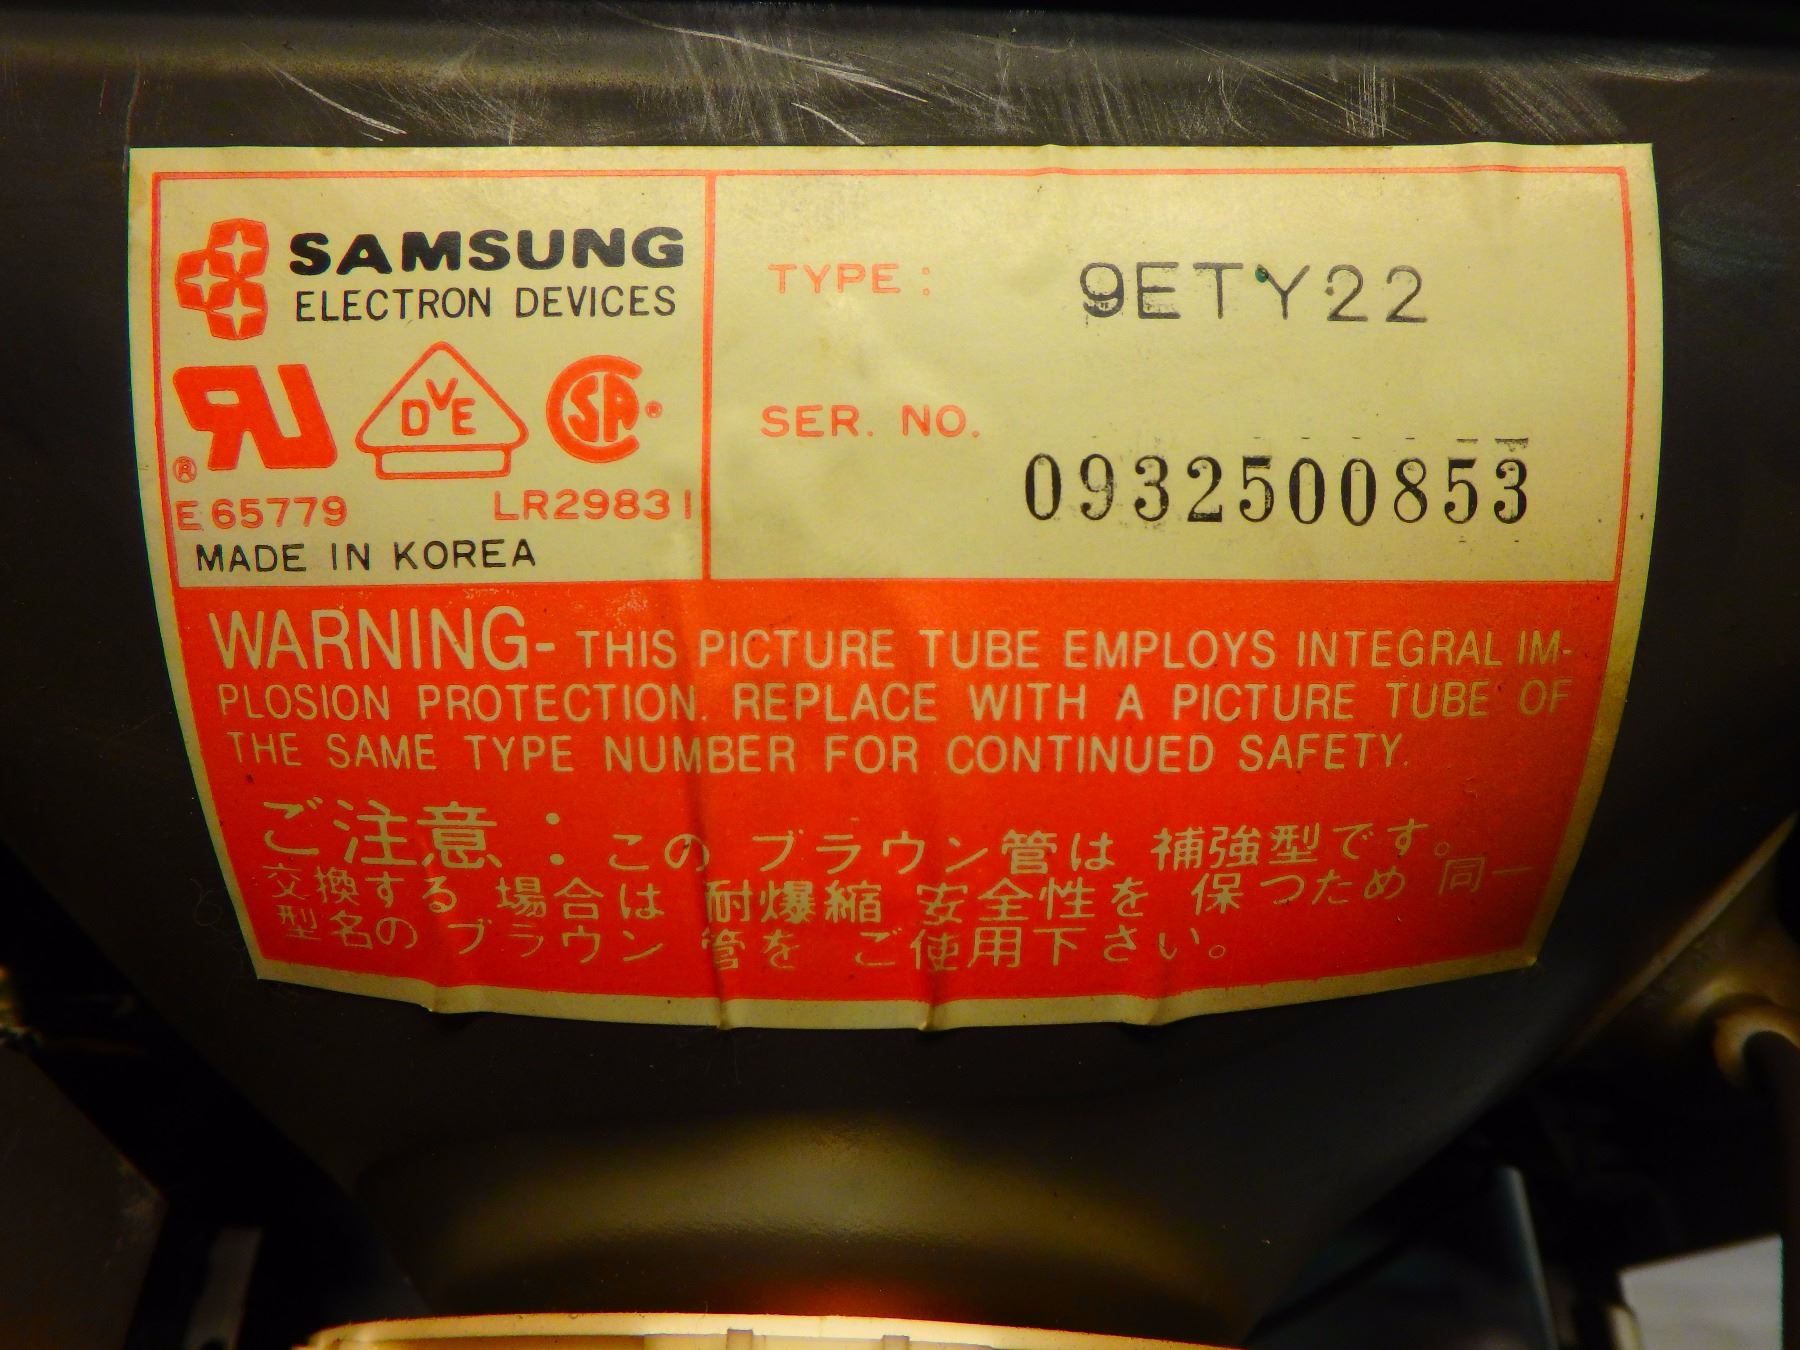 SAMSUNG
ELECTRON DEVICES
TYPE: 9ETY22
DVE
SA
UR
®
SER. NO. 0932500853
E65779 LR29831
MADE IN KOREA
WARNING- THIS PICTURE TUBE EMPLOYS INTEGRAL IM-
PLOSION PROTECTION. REPLACE WITH A PICTURE TUBE OF
THE SAME TYPE NUMBER FOR CONTINUED SAFETY.
ご注意:この ブラウン管は 補強型です。
交換する 場合は 耐爆縮 安全性を 保つため 同一
型名の ブラウン 管を ご使用下さい。